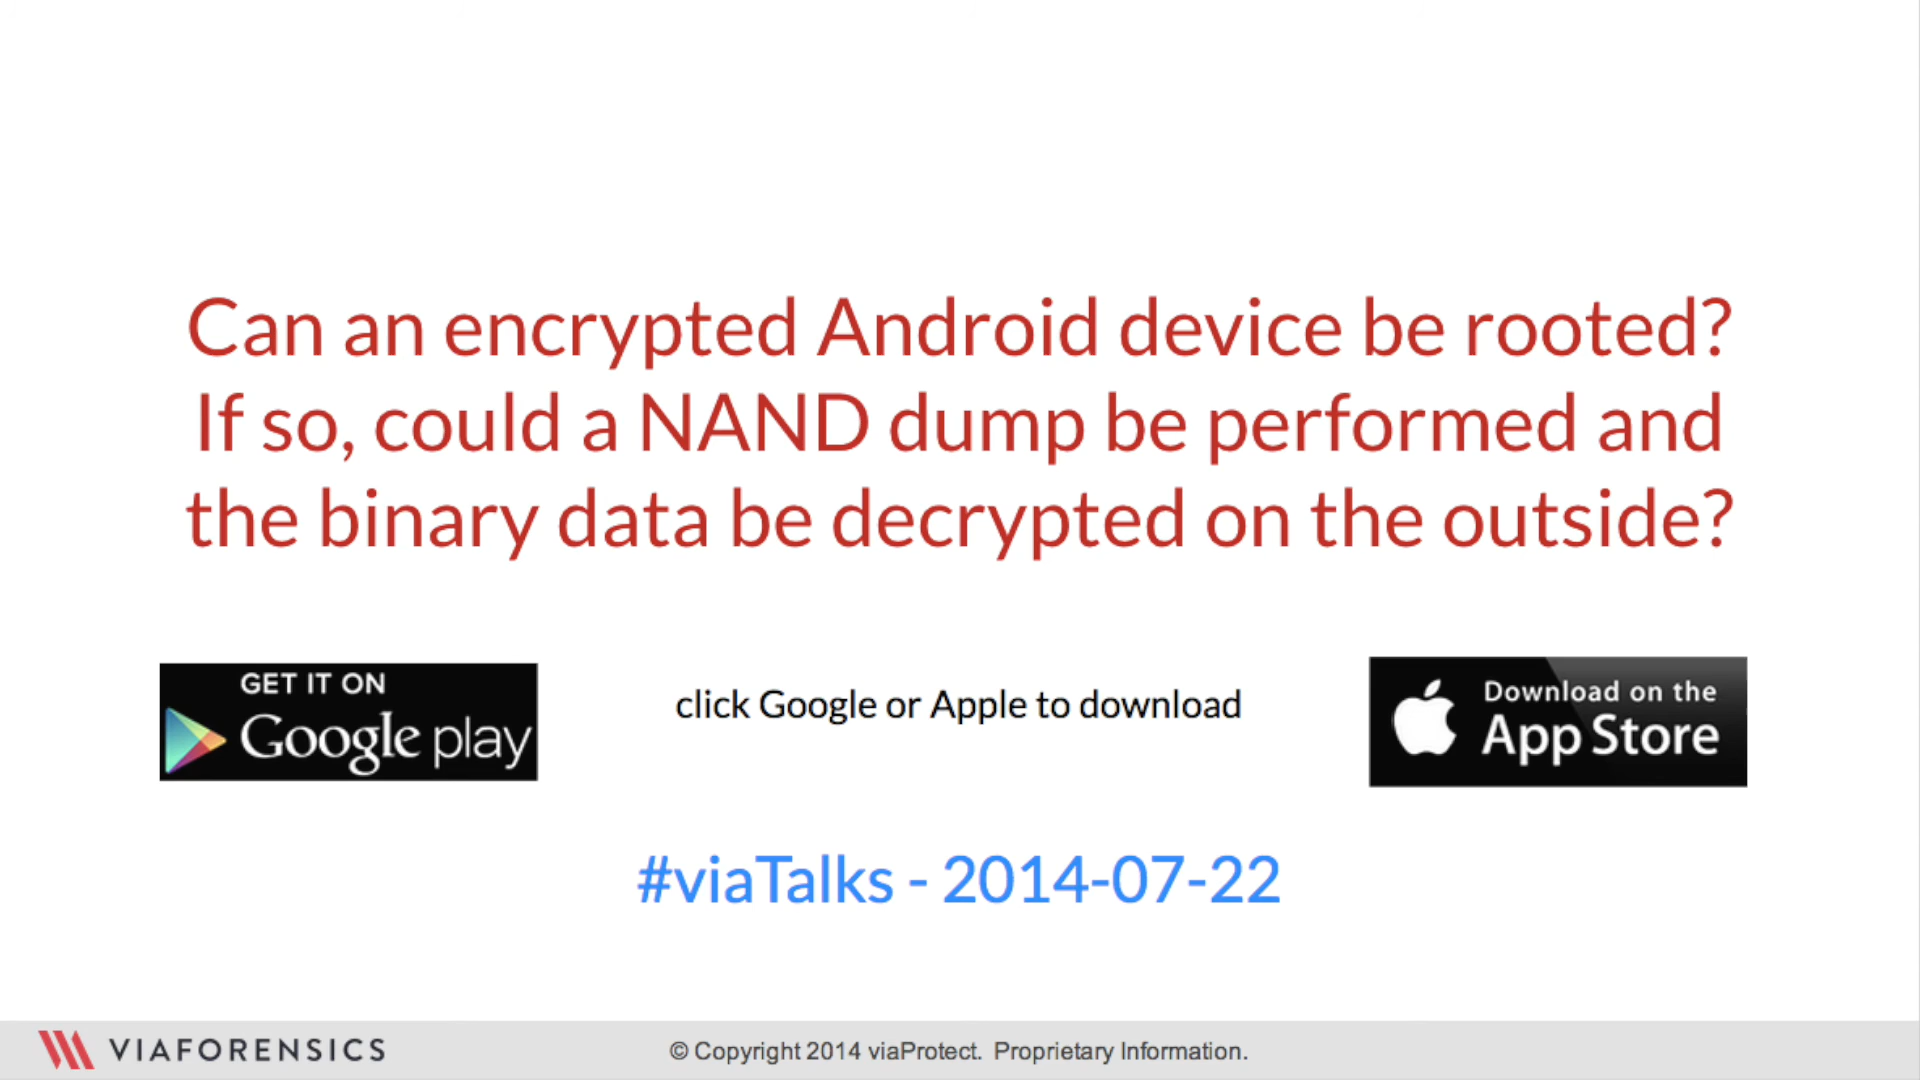 Can an encrypted Android device be rooted?
If so, could a NAND dump be performed and
the binary data be decrypted on the outside?
GET IT ON
Google play
click Google or Apple to download
Download on the
App Store
#viaTalks - 2014-07-22
VIAFORENSICS
© Copyright 2014 viaProtect. Proprietary Information.